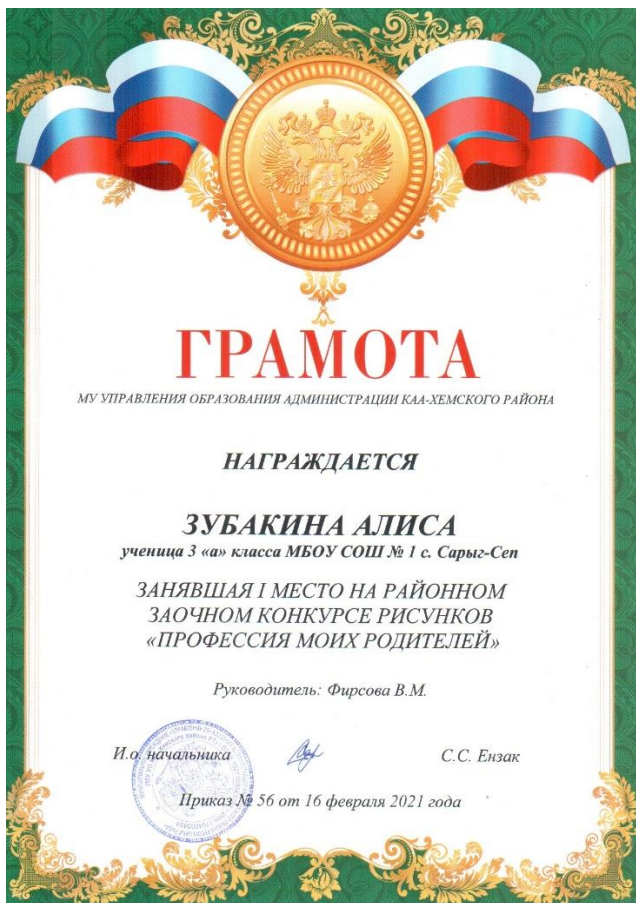 ГРАМОТА
МУ УПРАВЛЕНИЯ ОБРАЗОВАНИЯ АДМИНИСТРАЦИИ КАА-ХЕМСКОГО РАЙОНА
НАГРАЖДАЕТСЯ
ЗУБАКИНА АЛИСА
ученица 3 «а» класса МБОУ СОШ № 1 с. Сарыг-Сеп
ЗАНЯВШАЯ I МЕСТО НА РАЙОННОМ
ЗАОЧНОМ КОНКУРСЕ РИСУНКОВ
«ПРОФЕССИЯ МОИХ РОДИТЕЛЕЙ»
Руководитель: Фирсова В.М.
И.о. начальника С.С. Ензак
Приказ № 56 от 16 февраля 2021 года